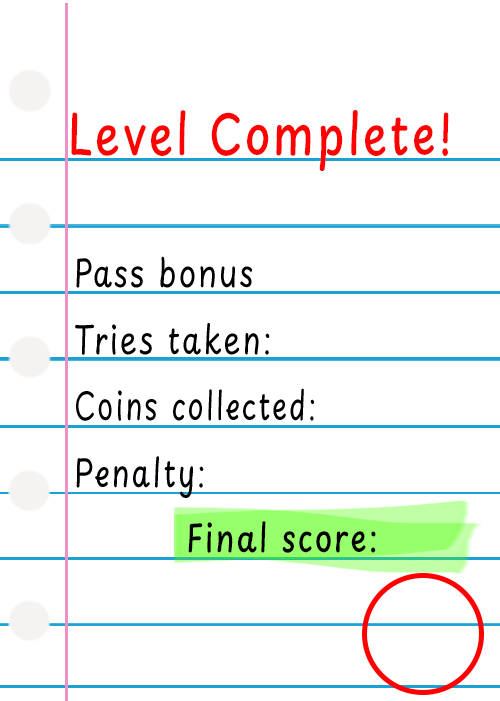 Level Complete!
Pass bonus
Tries taken:
Coins collected:
Penalty:
Final score: